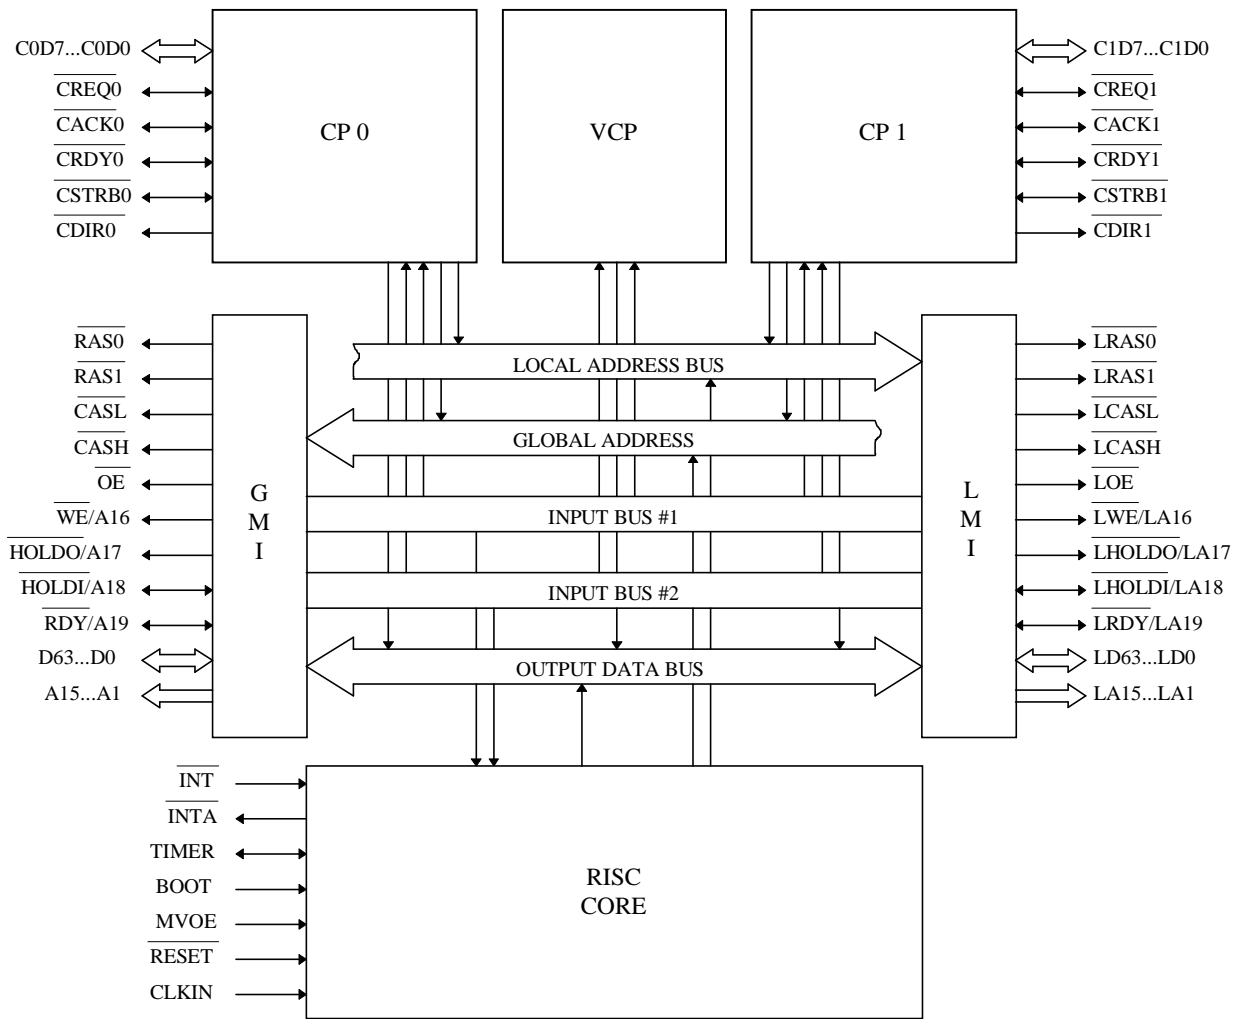 C0D7...C0D0
CREQ0
CACK0
CRDY0
CSTRB0
CDIR0
CP 0
VCP
CP 1
C1D7...C1D0
CREQ1
CACK1
CRDY1
CSTRB1
CDIR1
RAS0
RAS1
CASL
CASH
OE
WE/A16
HOLDO/A17
HOLDI/A18
RDY/A19
D63...D0
A15...A1
G
M
I
LOCAL ADDRESS BUS
GLOBAL ADDRESS
INPUT BUS #1
INPUT BUS #2
OUTPUT DATA BUS
L
M
I
LRAS0
LRAS1
LCASL
LCASH
LOE
LWE/LA16
LHOLDO/LA17
LHOLDI/LA18
LRDY/LA19
LD63...LD0
LA15...LA1
INT
INTA
TIMER
BOOT
MVOE
RESET
CLKIN
RISC
CORE